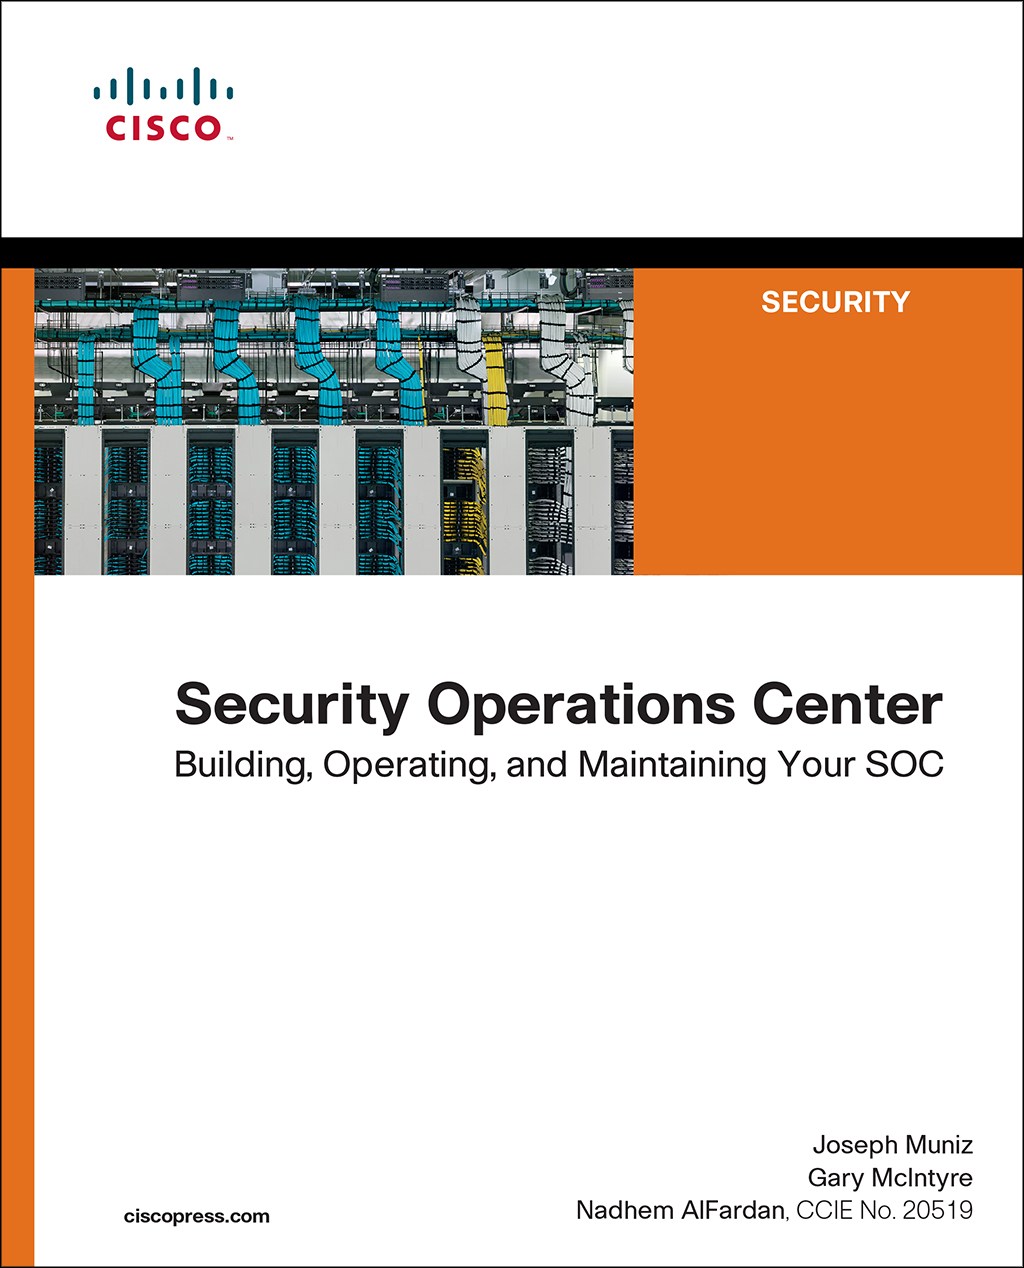 CISCO™
SECURITY
Security Operations Center
Building, Operating, and Maintaining Your SOC
Joseph Muniz
Gary McIntyre
Nadhem AlFardan, CCIE No. 20519
ciscopress.com